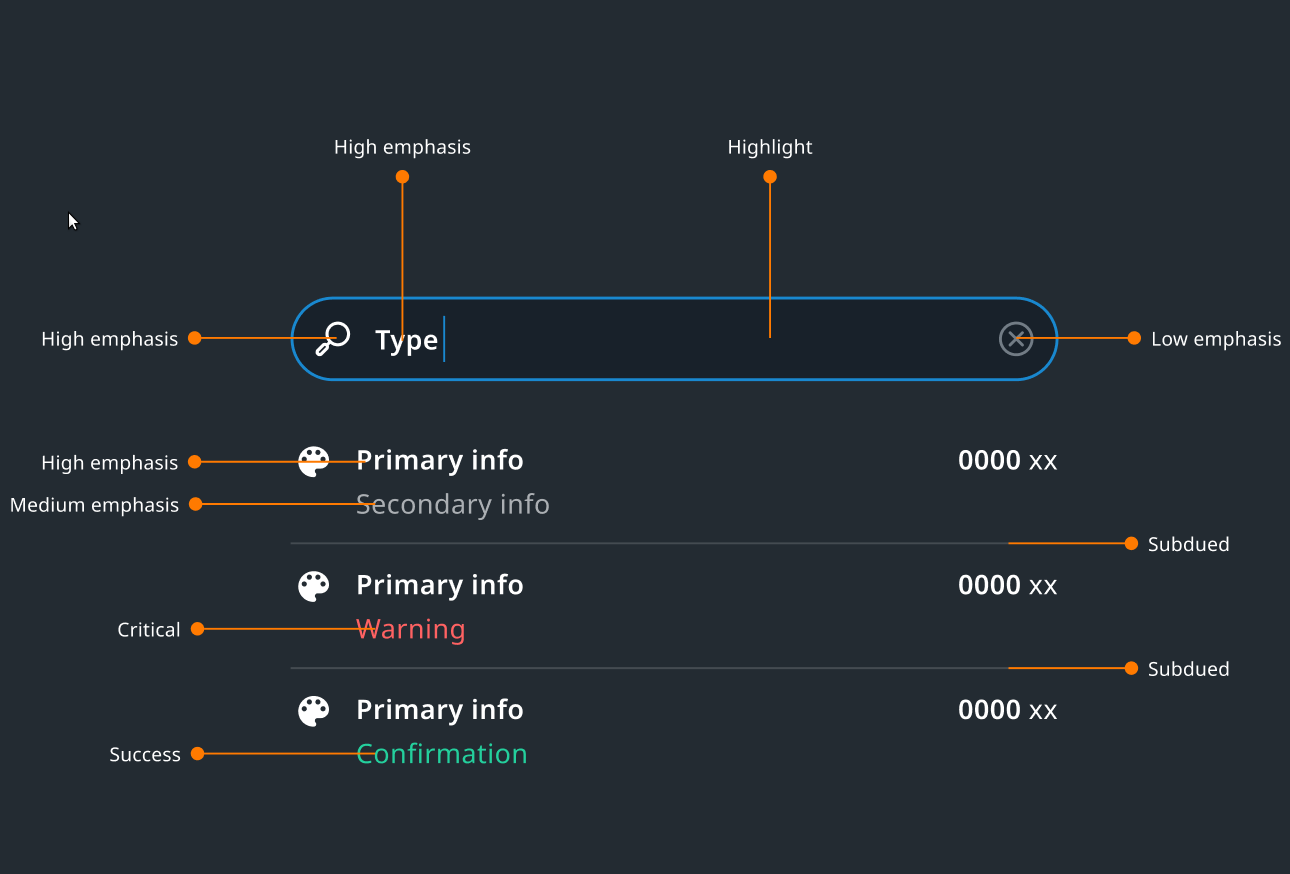 High emphasis
Highlight
High emphasis
Type
Low emphasis
High emphasis
Primary info
0000 xx
Medium emphasis
Secondary info
Subdued
Primary info
0000 xx
Critical
Warning
Subdued
Primary info
0000 xx
Success
Confirmation